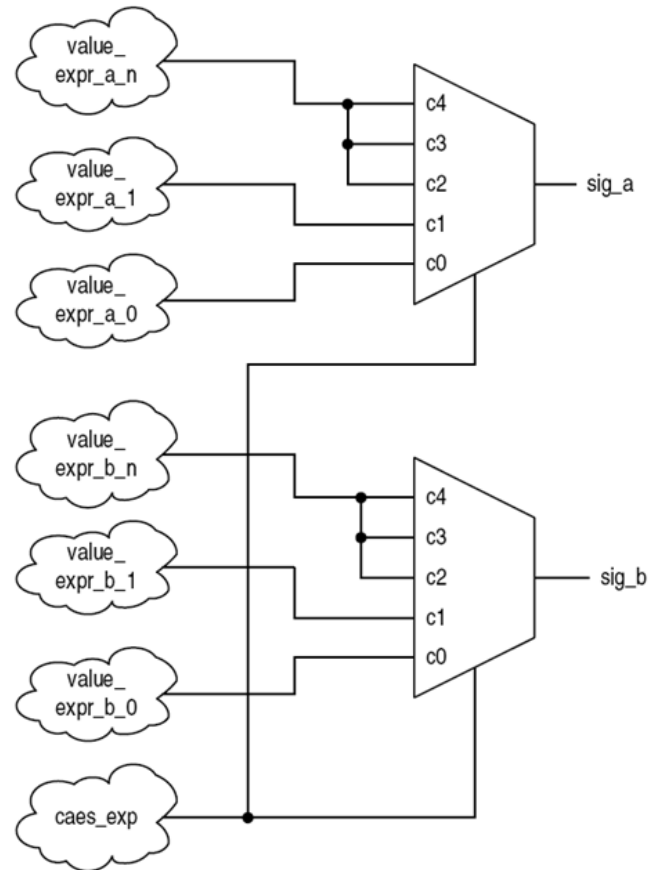 value_
expr_a_n
c4
c3
value_
expr_a_1
c2
sig_a
c1
value_
expr_a_0
c0
value_
expr_b_n
c4
c3
value_
expr_b_1
c2
sig_b
c1
value_
expr_b_0
c0
caes_exp